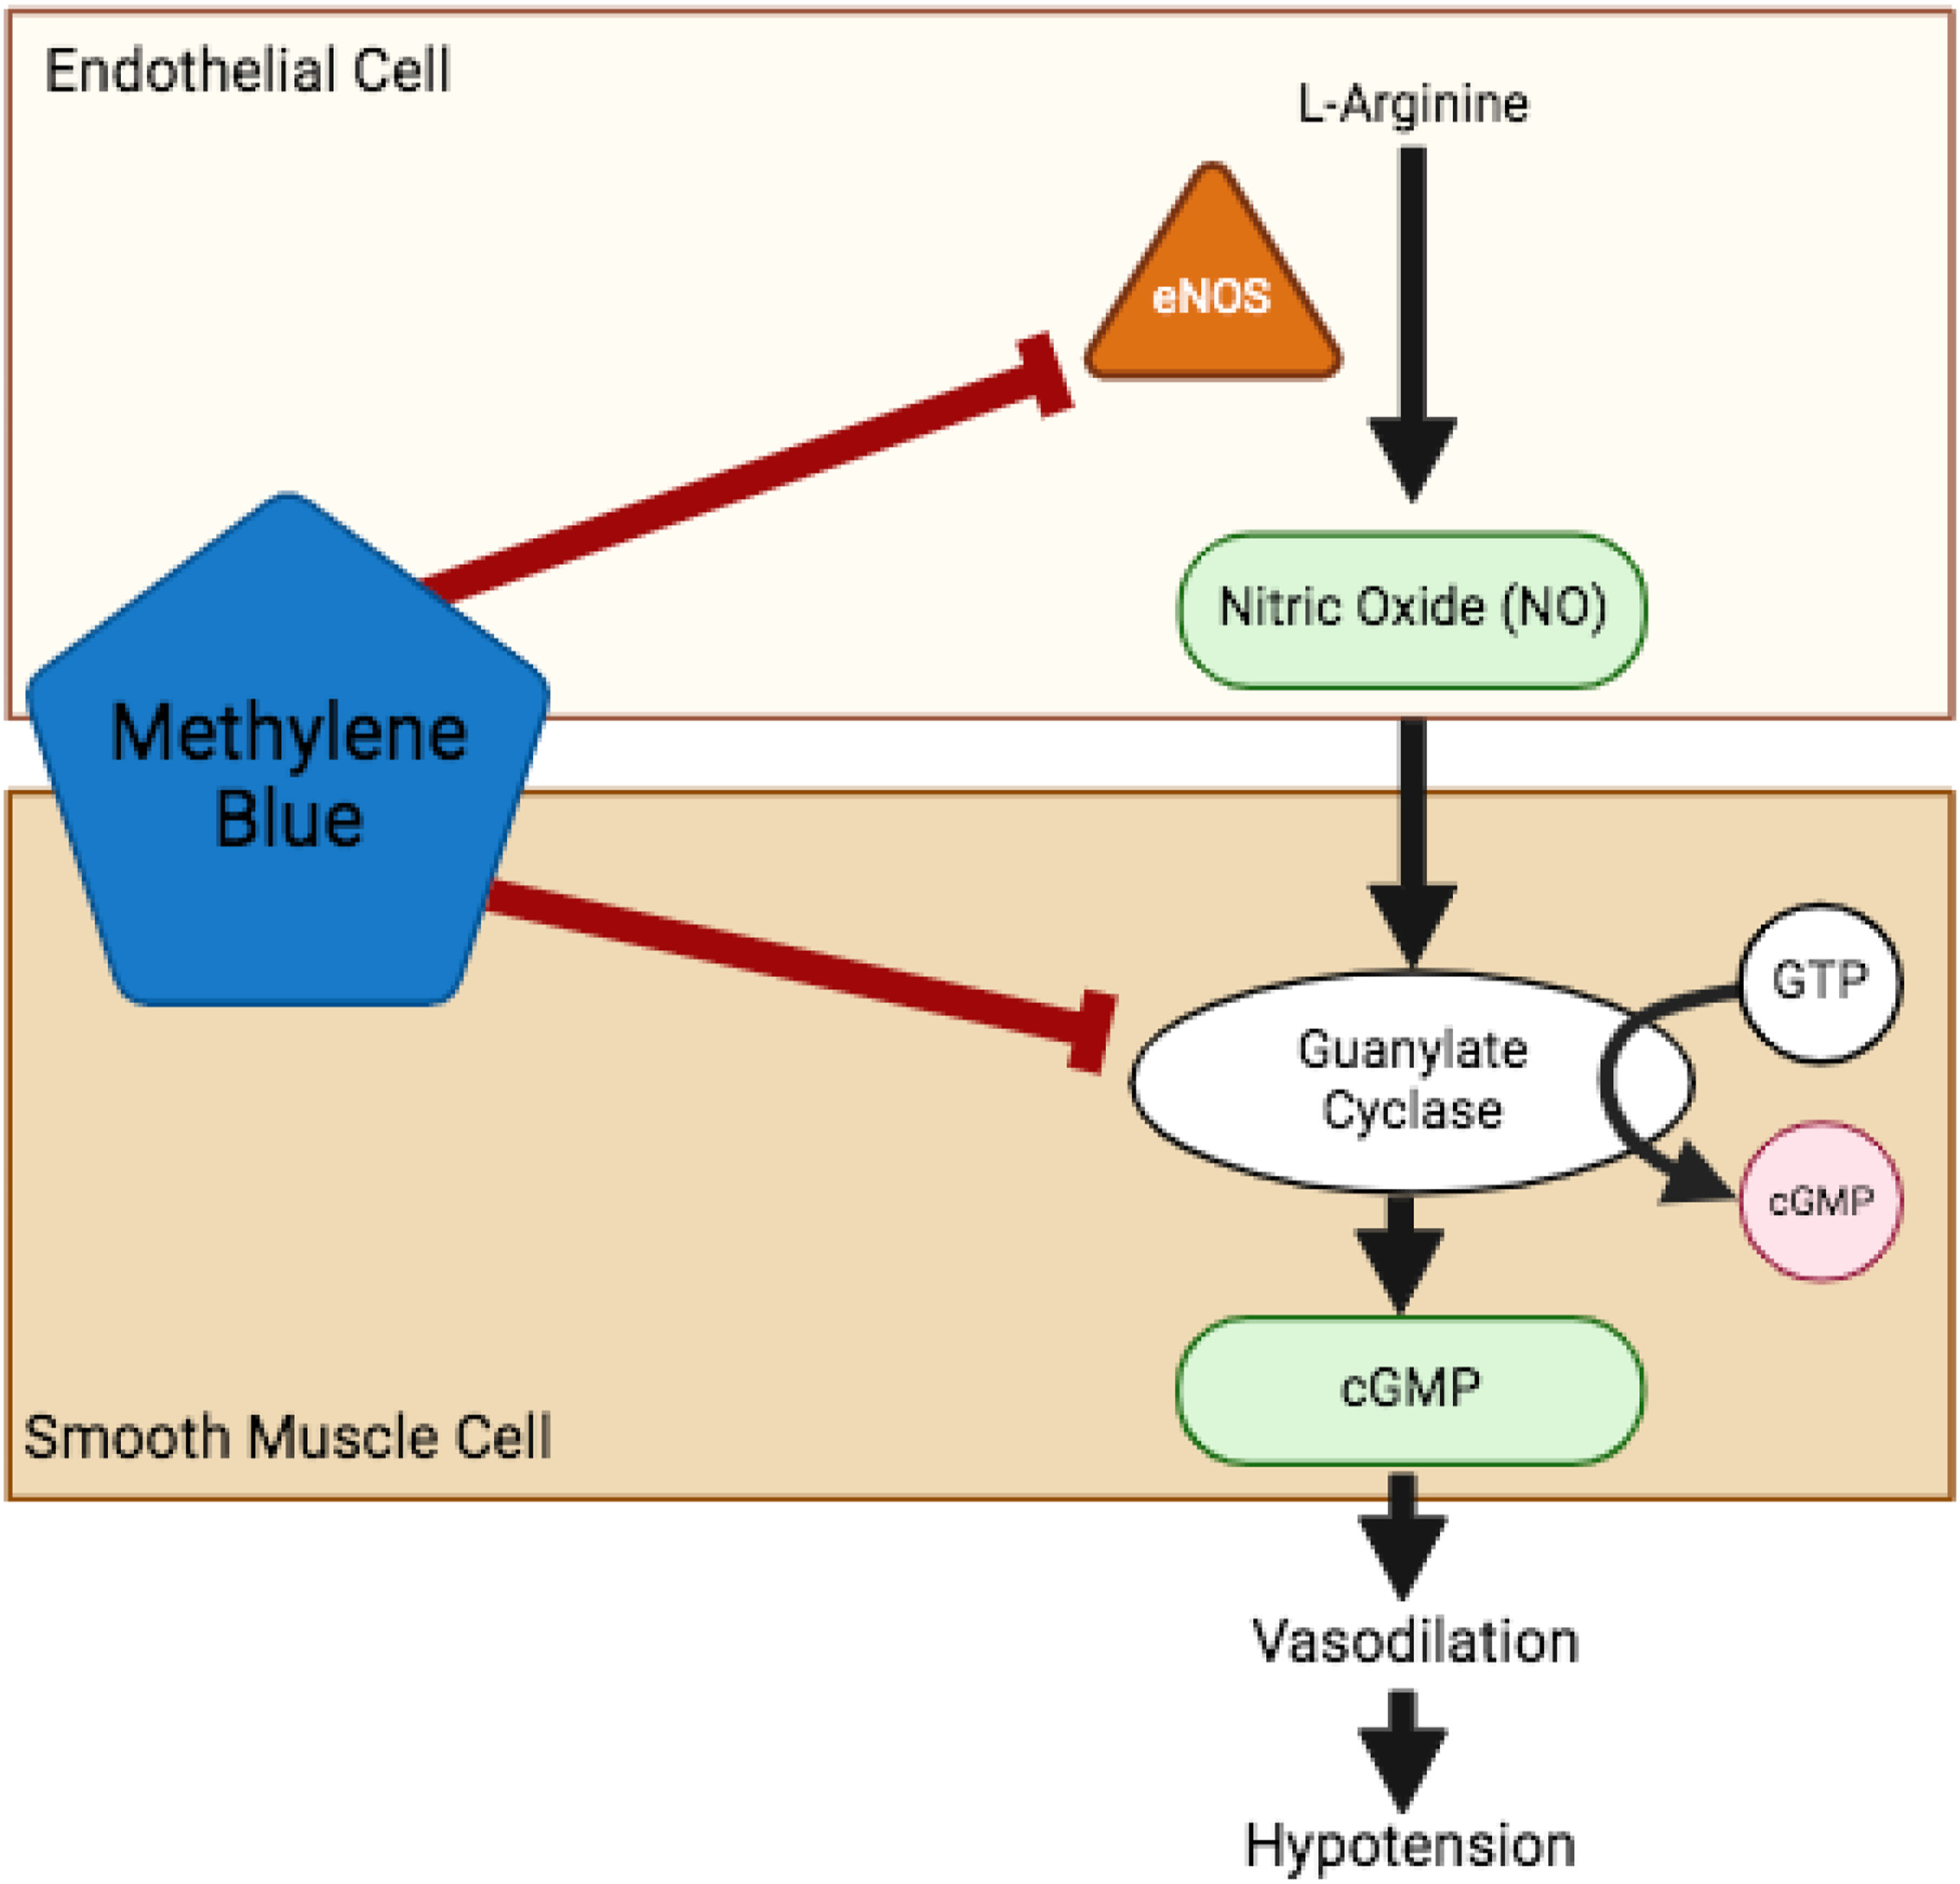 Endothelial Cell
L-Arginine
eNOS
Nitric Oxide (NO)
Methylene
Blue
GTP
Guanylate
Cyclase
cGMP
cGMP
Smooth Muscle Cell
Vasodilation
Hypotension